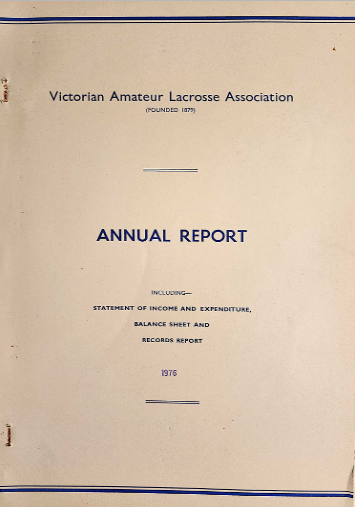 Victorian Amateur Lacrosse Association
(FOUNDED 1879)
ANNUAL REPORT
INCLUDING—
STATEMENT OF INCOME AND EXPENDITURE,
BALANCE SHEET AND
RECORDS REPORT
1976